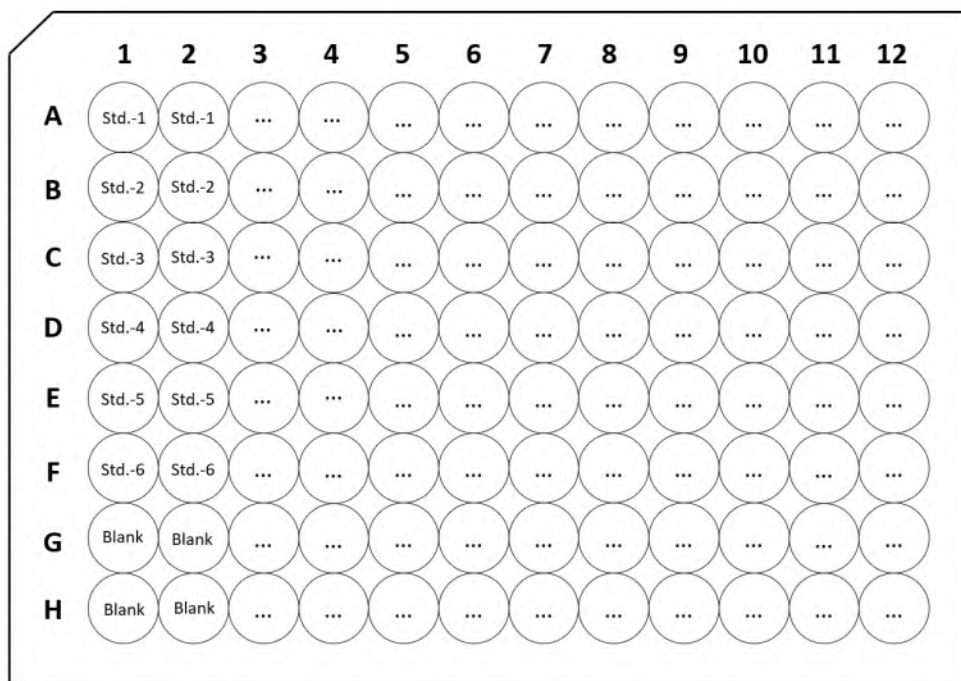 1 2 3 4 5 6 7 8 9 10 11 12
A Std.-1 Std.-1 ... ... ... ... ... ... ... ... ... ...
B Std.-2 Std.-2 ... ... ... ... ... ... ... ... ... ...
C Std.-3 Std.-3 ... ... ... ... ... ... ... ... ... ...
D Std.-4 Std.-4 ... ... ... ... ... ... ... ... ... ...
E Std.-5 Std.-5 ... ... ... ... ... ... ... ... ... ...
F Std.-6 Std.-6 ... ... ... ... ... ... ... ... ... ...
G Blank Blank ... ... ... ... ... ... ... ... ... ...
H Blank Blank ... ... ... ... ... ... ... ... ... ...